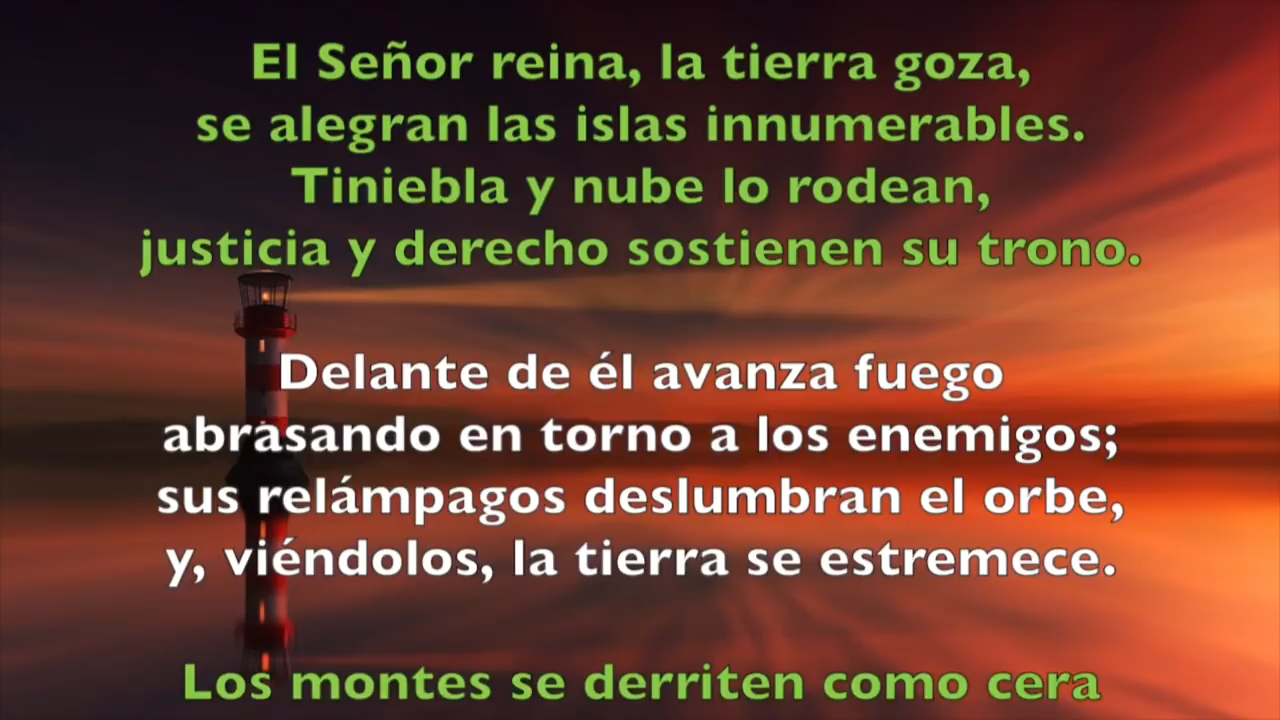 El Señor reina, la tierra goza,
se alegran las islas innumerables.
Tiniebla y nube lo rodean,
justicia y derecho sostienen su trono.
Delante de él avanza fuego
abrasando en torno a los enemigos;
sus relámpagos deslumbran el orbe,
y, viéndolos, la tierra se estremece.
Los montes se derriten como cera